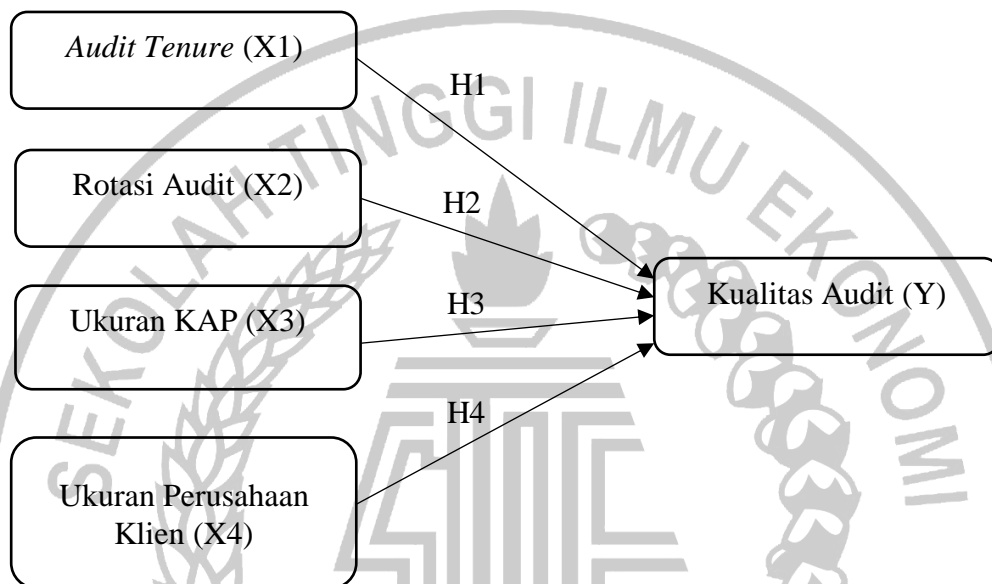 Audit Tenure (X1)
H1
Rotasi Audit (X2)
H2
Ukuran KAP (X3)
H3
Kualitas Audit (Y)
H4
Ukuran Perusahaan
Klien (X4)
SEKOLAH TINGGI ILMU EKONOMI